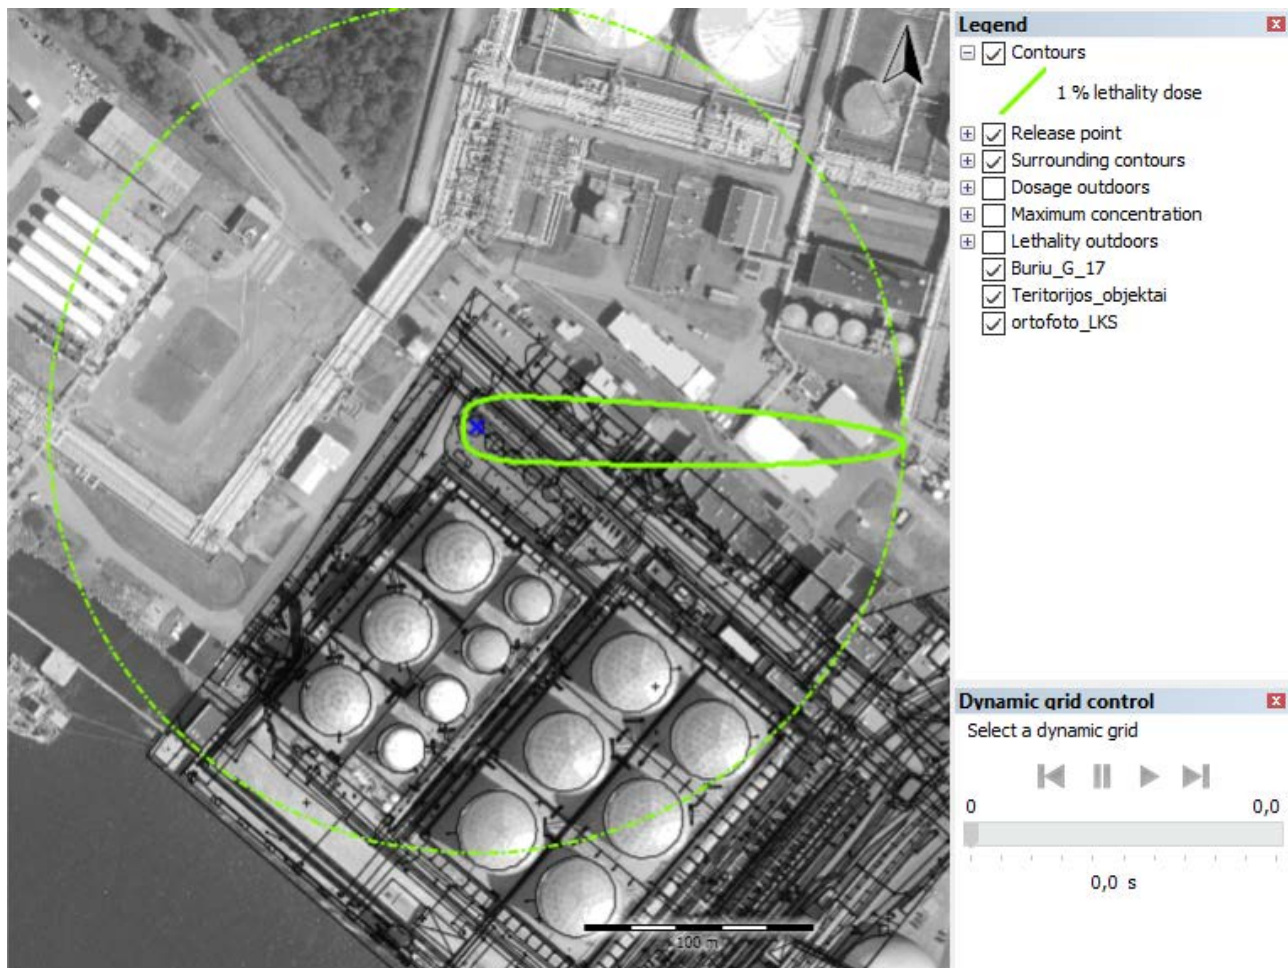 Legend
Contours
1 % lethality dose
Release point
Surrounding contours
Dosage outdoors
Maximum concentration
Lethality outdoors
Buriu_G_17
Teritorijos_objektai
ortofoto_LKS
100 m
Dynamic grid control
Select a dynamic grid
0 0,0
0,0 s